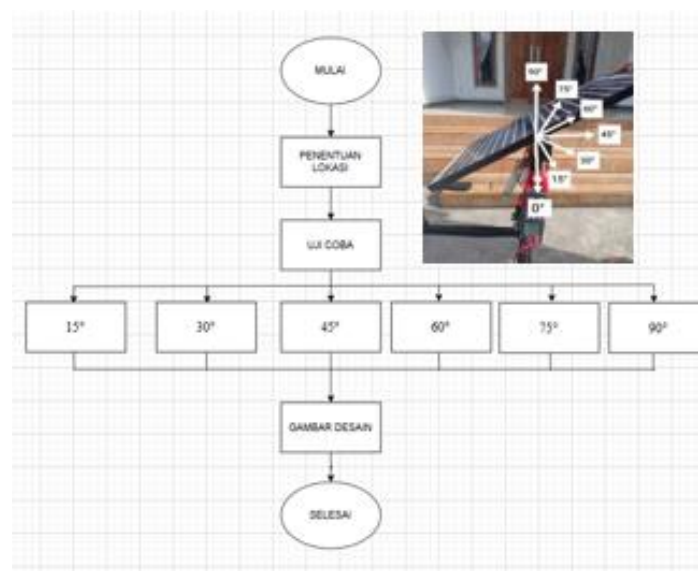 MULAI
PENENTUAN
LOKASI
UJI COBA
15°
30°
45°
60°
75°
90°
GAMBAR DESAIN
SELESAI
90°
75°
60°
45°
30°
15°
0°